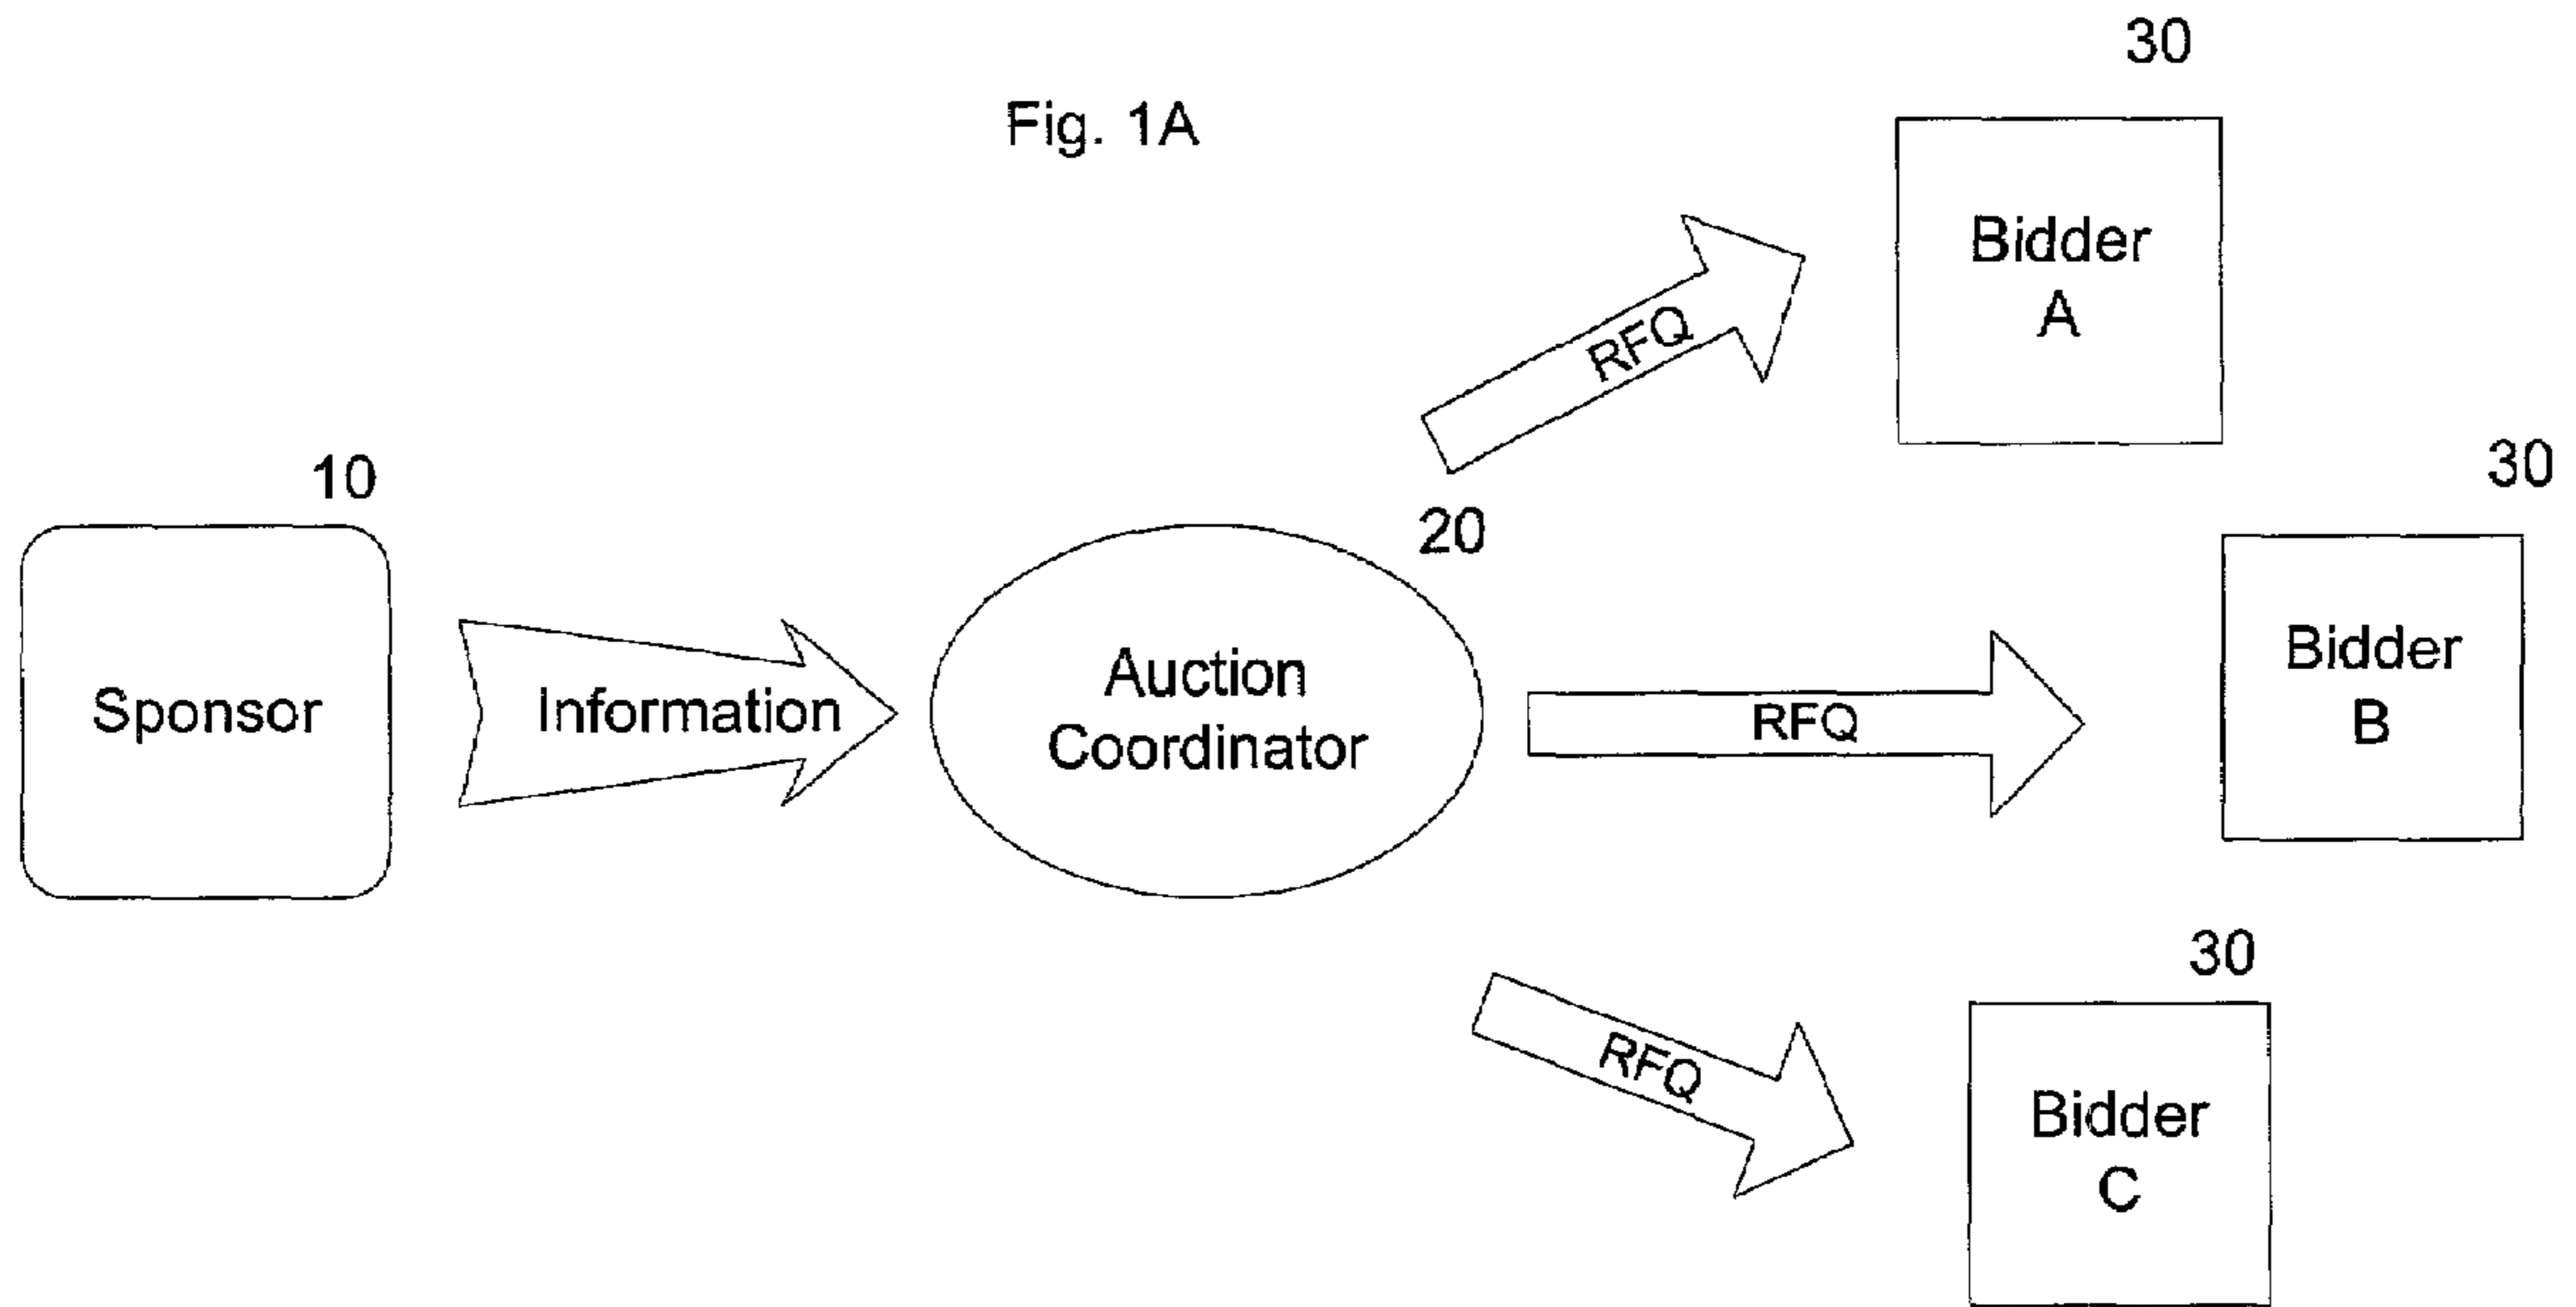 Fig. 1A
30
Bidder
A
RFQ
10
Sponsor
Information
20
Auction
Coordinator
RFQ
30
Bidder
B
RFQ
30
Bidder
C